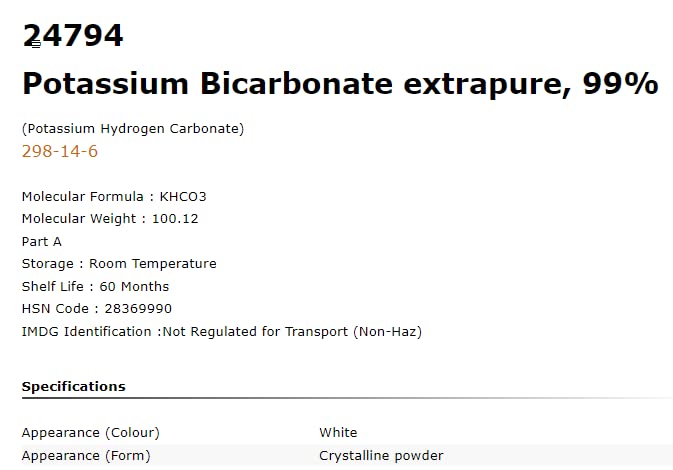 24794
Potassium Bicarbonate extrapure, 99%
(Potassium Hydrogen Carbonate)
298-14-6
Molecular Formula : KHCO3
Molecular Weight : 100.12
Part A
Storage : Room Temperature
Shelf Life : 60 Months
HSN Code : 28369990
IMDG Identification :Not Regulated for Transport (Non-Haz)
Specifications
Appearance (Colour) White
Appearance (Form) Crystalline powder